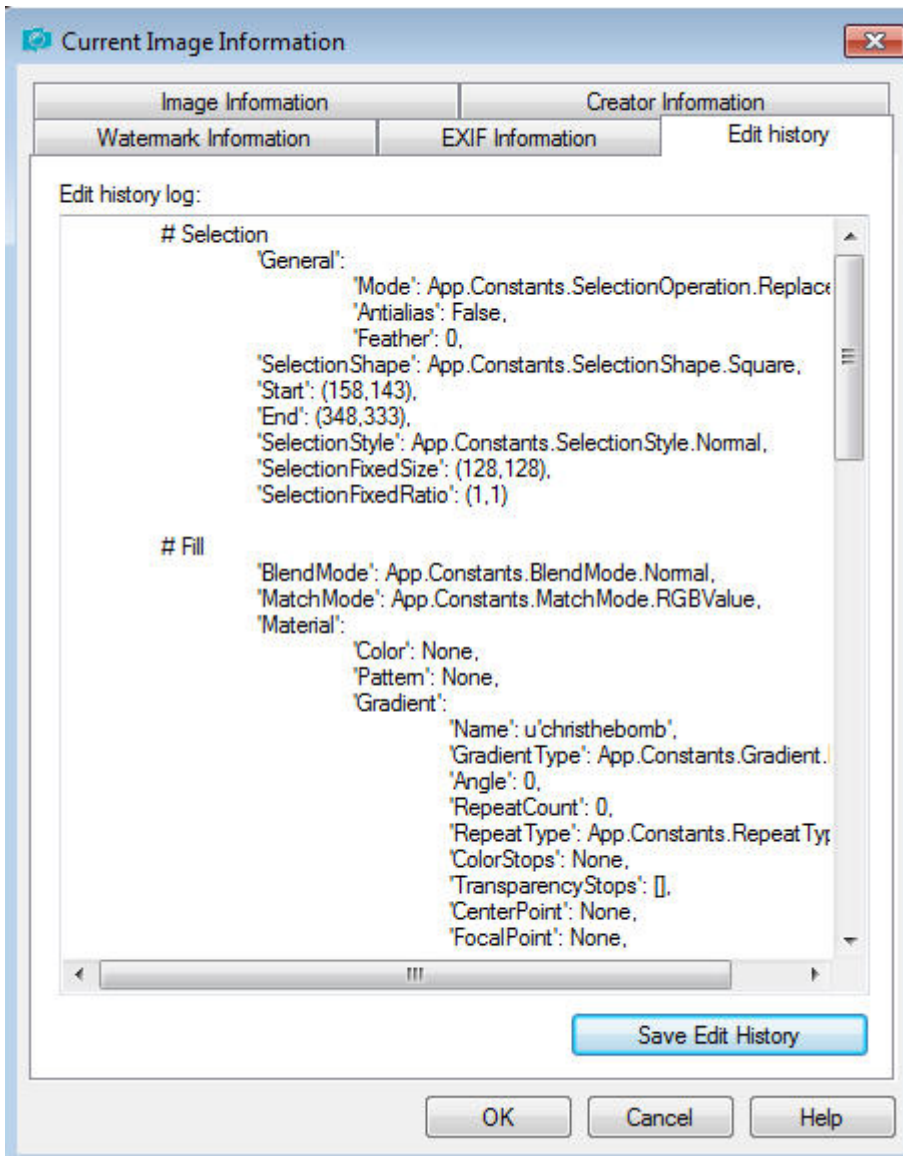 Current Image Information
Image Information
Creator Information
Watermark Information
EXIF Information
Edit history
Edit history log:
# Selection
'General':
'Mode': App.Constants.SelectionOperation.Replace
'Antialias': False,
'Feather': 0,
'SelectionShape': App.Constants.SelectionShape.Square,
'Start': (158,143),
'End': (348,333),
'SelectionStyle': App.Constants.SelectionStyle.Normal,
'SelectionFixedSize': (128,128),
'SelectionFixedRatio': (1,1)
# Fill
'BlendMode': App.Constants.BlendMode.Normal,
'MatchMode': App.Constants.MatchMode.RGBValue,
'Material':
'Color': None,
'Pattern': None,
'Gradient':
'Name': u'christhebomb',
'GradientType': App.Constants.Gradient.
'Angle': 0,
'RepeatCount': 0,
'RepeatType': App.Constants.RepeatTyp
'ColorStops': None,
'TransparencyStops': [],
'CenterPoint': None,
'FocalPoint': None,
Save Edit History
OK
Cancel
Help